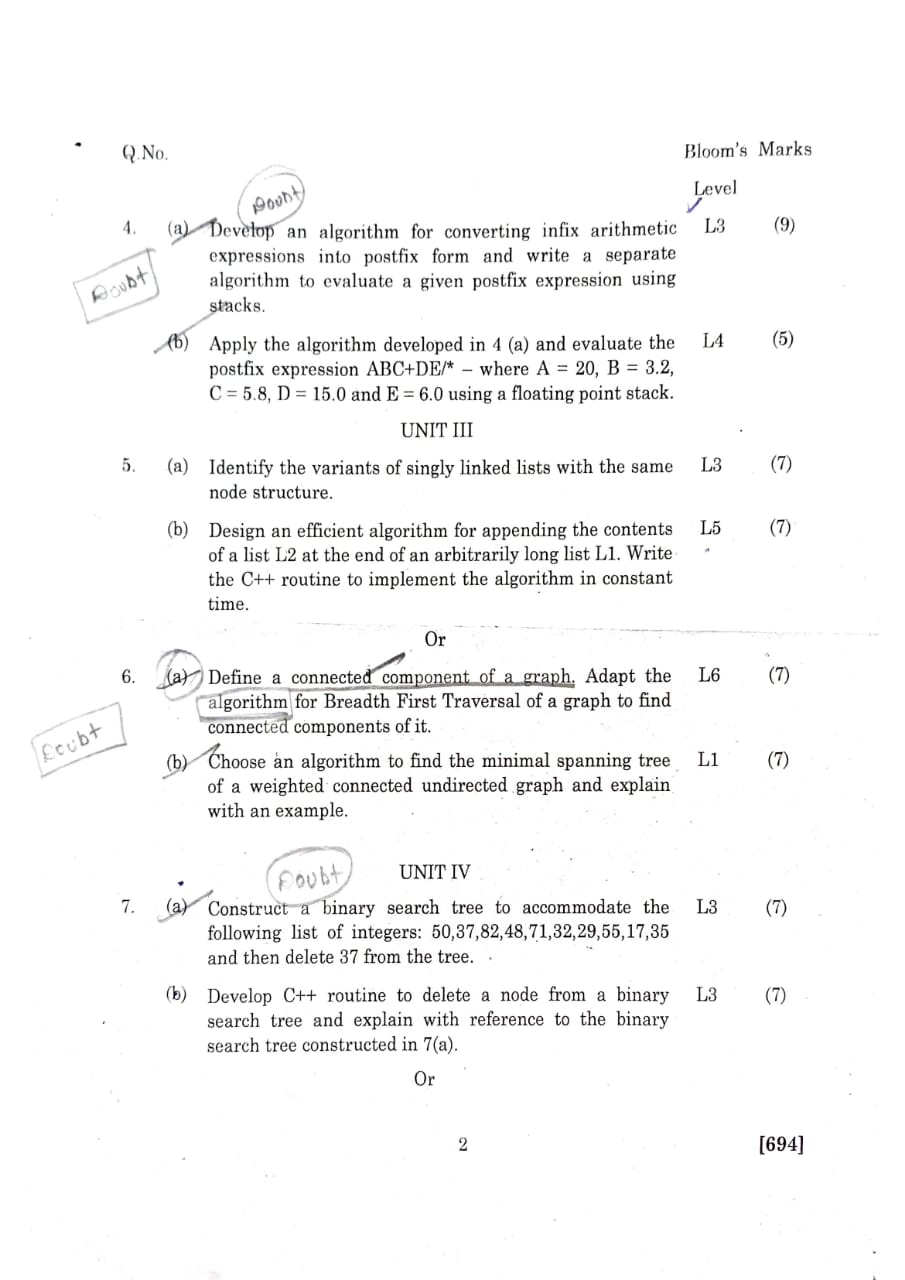 Q.No.
Bloom's Marks
Level
Doubt
4. (a) Develop an algorithm for converting infix arithmetic L3 (9)
expressions into postfix form and write a separate
algorithm to evaluate a given postfix expression using
stacks.
Doubt
(b) Apply the algorithm developed in 4 (a) and evaluate the L4 (5)
postfix expression ABC+DE/* – where A = 20, B = 3.2,
C = 5.8, D = 15.0 and E = 6.0 using a floating point stack.
UNIT III
5. (a) Identify the variants of singly linked lists with the same L3 (7)
node structure.
(b) Design an efficient algorithm for appending the contents L5 (7)
of a list L2 at the end of an arbitrarily long list L1. Write
the C++ routine to implement the algorithm in constant
time.
Or
6. (a) Define a connected component of a graph. Adapt the L6 (7)
algorithm for Breadth First Traversal of a graph to find
connected components of it.
Doubt
(b) Choose an algorithm to find the minimal spanning tree L1 (7)
of a weighted connected undirected graph and explain
with an example.
UNIT IV
Doubt
7. (a) Construct a binary search tree to accommodate the L3 (7)
following list of integers: 50,37,82,48,71,32,29,55,17,35
and then delete 37 from the tree.
(b) Develop C++ routine to delete a node from a binary L3 (7)
search tree and explain with reference to the binary
search tree constructed in 7(a).
Or
2
[694]